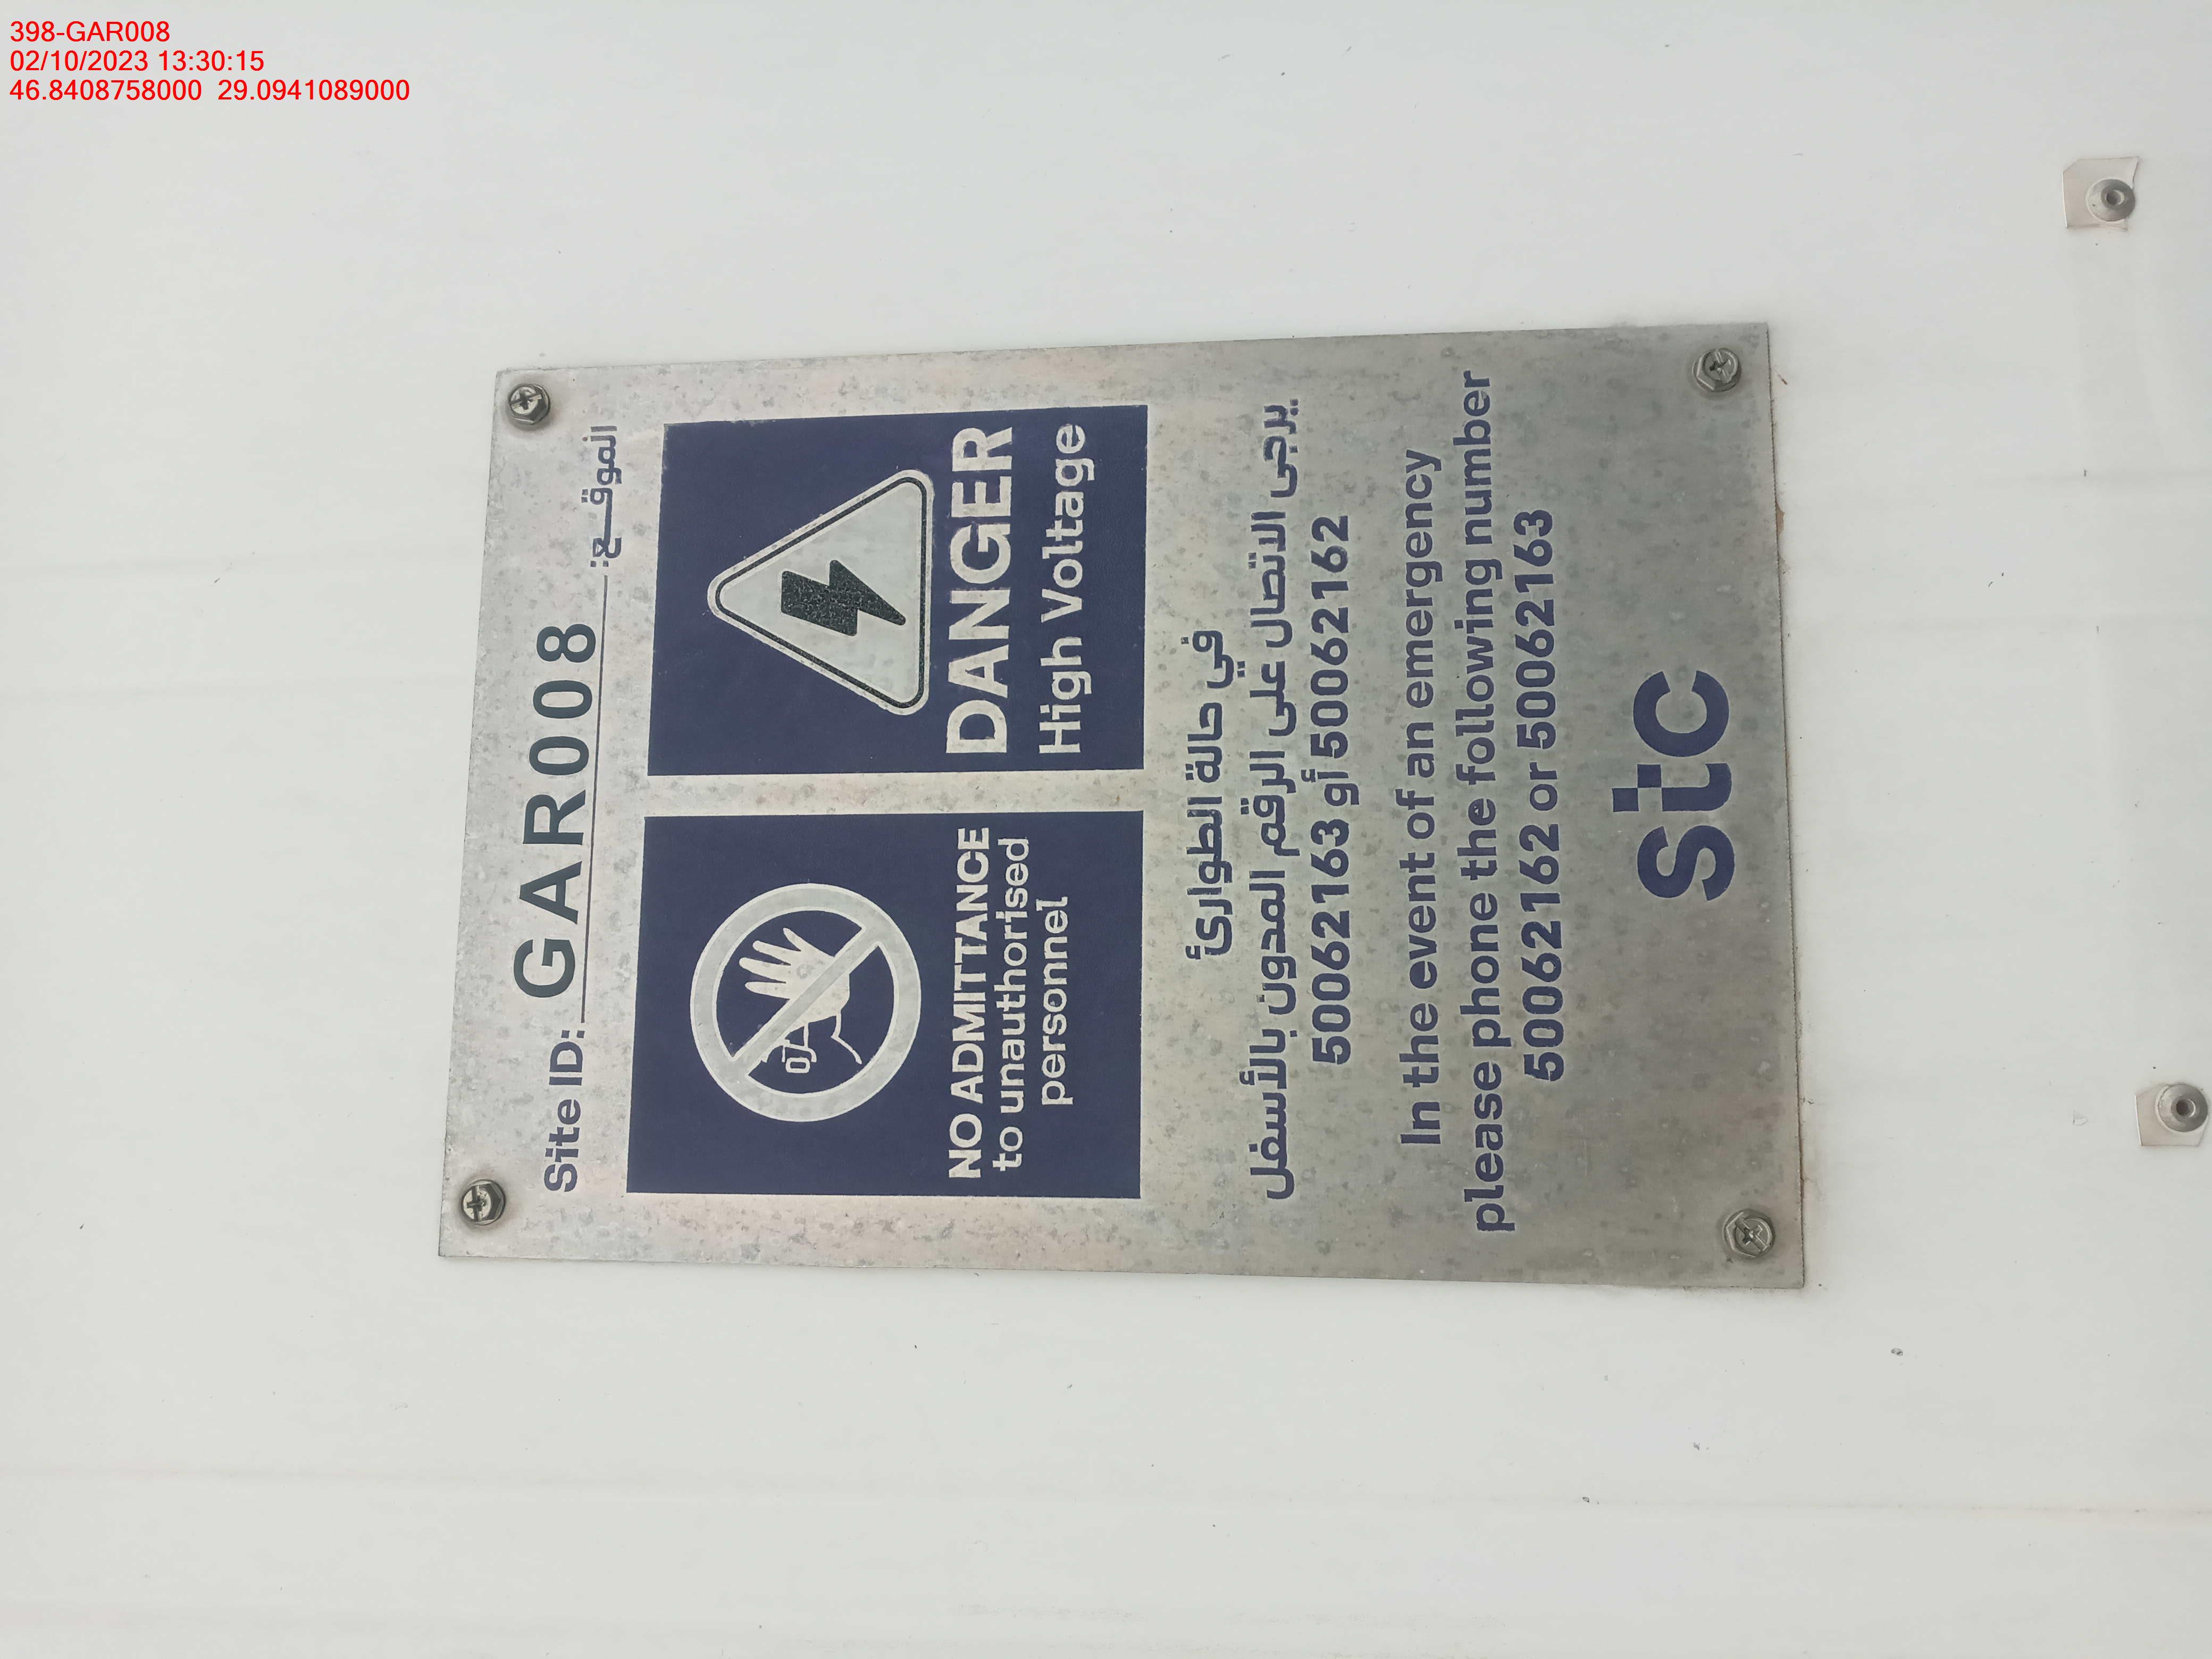 398-GAR008
02/10/2023 13:30:15
46.8408758000 29.0941089000
Site ID: GAR008 الموقـــع:
NO ADMITTANCE
to unauthorised
personnel
DANGER
High Voltage
في حالة الطوارئ
يرجى الاتصال على الرقم المدون بالأسفل
50062163 أو 50062162
In the event of an emergency
please phone the following number
50062162 or 50062163
stc